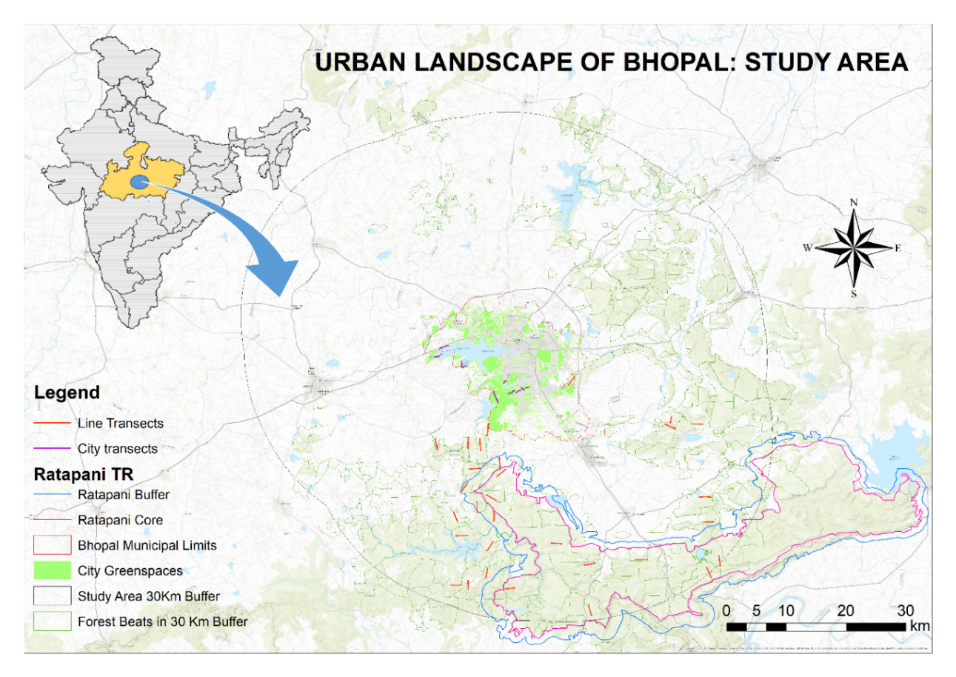 URBAN LANDSCAPE OF BHOPAL: STUDY AREA
N
W
E
S
Legend
Line Transects
City transects
Ratapani TR
Ratapani Buffer
Ratapani Core
Bhopal Municipal Limits
City Greenspaces
Study Area 30Km Buffer
Forest Beats in 30 Km Buffer
0 5 10 20 30
km